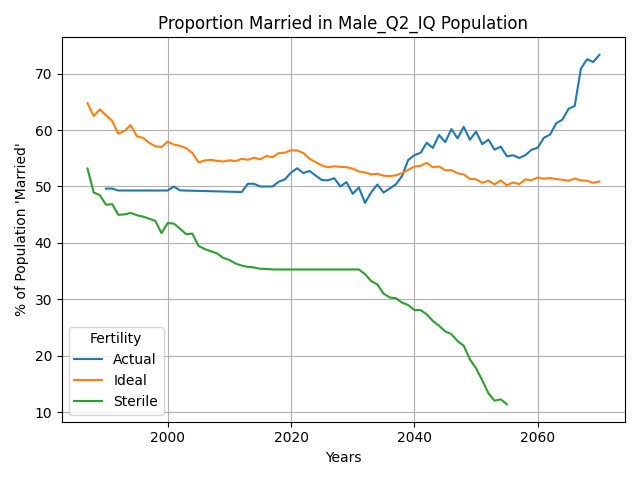 Proportion Married in Male_Q2_IQ Population
% of Population 'Married'
70
60
50
40
30
20
10
Fertility
Actual
Ideal
Sterile
2000 2020 2040 2060
Years